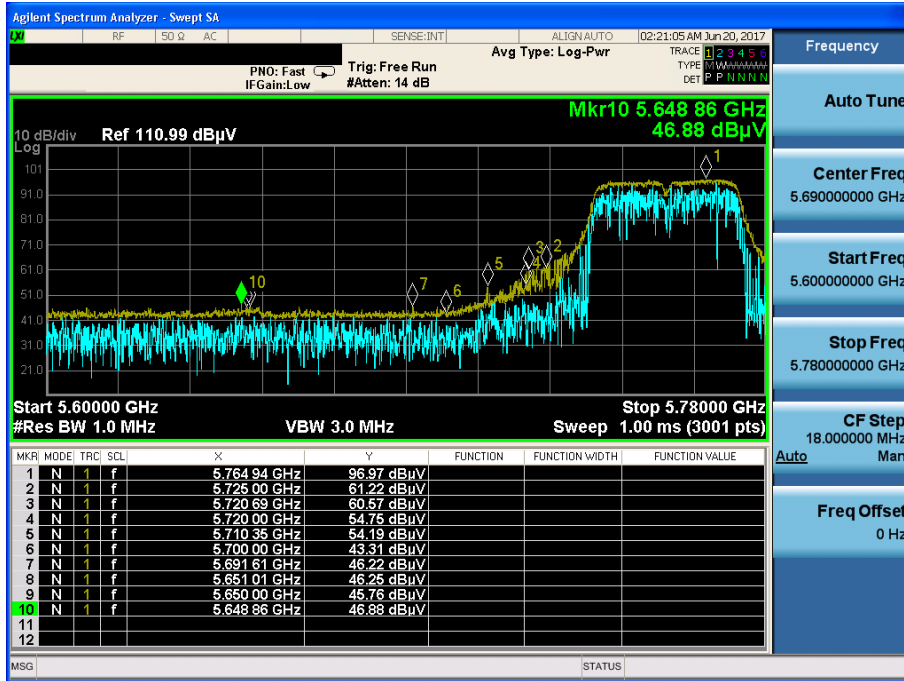 Agilent Spectrum Analyzer - Swept SA
LXI RF 50 Ω AC SENSE:INT ALIGN AUTO 02:21:05 AM Jun 20, 2017
Frequency
Avg Type: Log-Pwr
TRACE 1 2 3 4 5 6
PNO: Fast Trig: Free Run
TYPE M W W W W W
IFGain:Low #Atten: 14 dB
DET P P N N N N
Auto Tune
Mkr10 5.648 86 GHz
46.88 dBµV
10 dB/div Ref 110.99 dBµV
Log
101
91.0
81.0
71.0
61.0
51.0
41.0
31.0
21.0
1
2
3
4
5
6
7
10
Start 5.60000 GHz Stop 5.78000 GHz
#Res BW 1.0 MHz VBW 3.0 MHz Sweep 1.00 ms (3001 pts)
Center Freq
5.690000000 GHz
Start Freq
5.600000000 GHz
Stop Freq
5.780000000 GHz
CF Step
18.000000 MHz
Auto Man
Freq Offset
0 Hz
MKR MODE TRC SCL X Y FUNCTION FUNCTION WIDTH FUNCTION VALUE
1 N 1 f 5.764 94 GHz 96.97 dBµV
2 N 1 f 5.725 00 GHz 61.22 dBµV
3 N 1 f 5.720 69 GHz 60.57 dBµV
4 N 1 f 5.720 00 GHz 54.75 dBµV
5 N 1 f 5.710 35 GHz 54.19 dBµV
6 N 1 f 5.700 00 GHz 43.31 dBµV
7 N 1 f 5.691 61 GHz 46.22 dBµV
8 N 1 f 5.651 01 GHz 46.25 dBµV
9 N 1 f 5.650 00 GHz 45.76 dBµV
10 N 1 f 5.648 86 GHz 46.88 dBµV
11
12
MSG STATUS